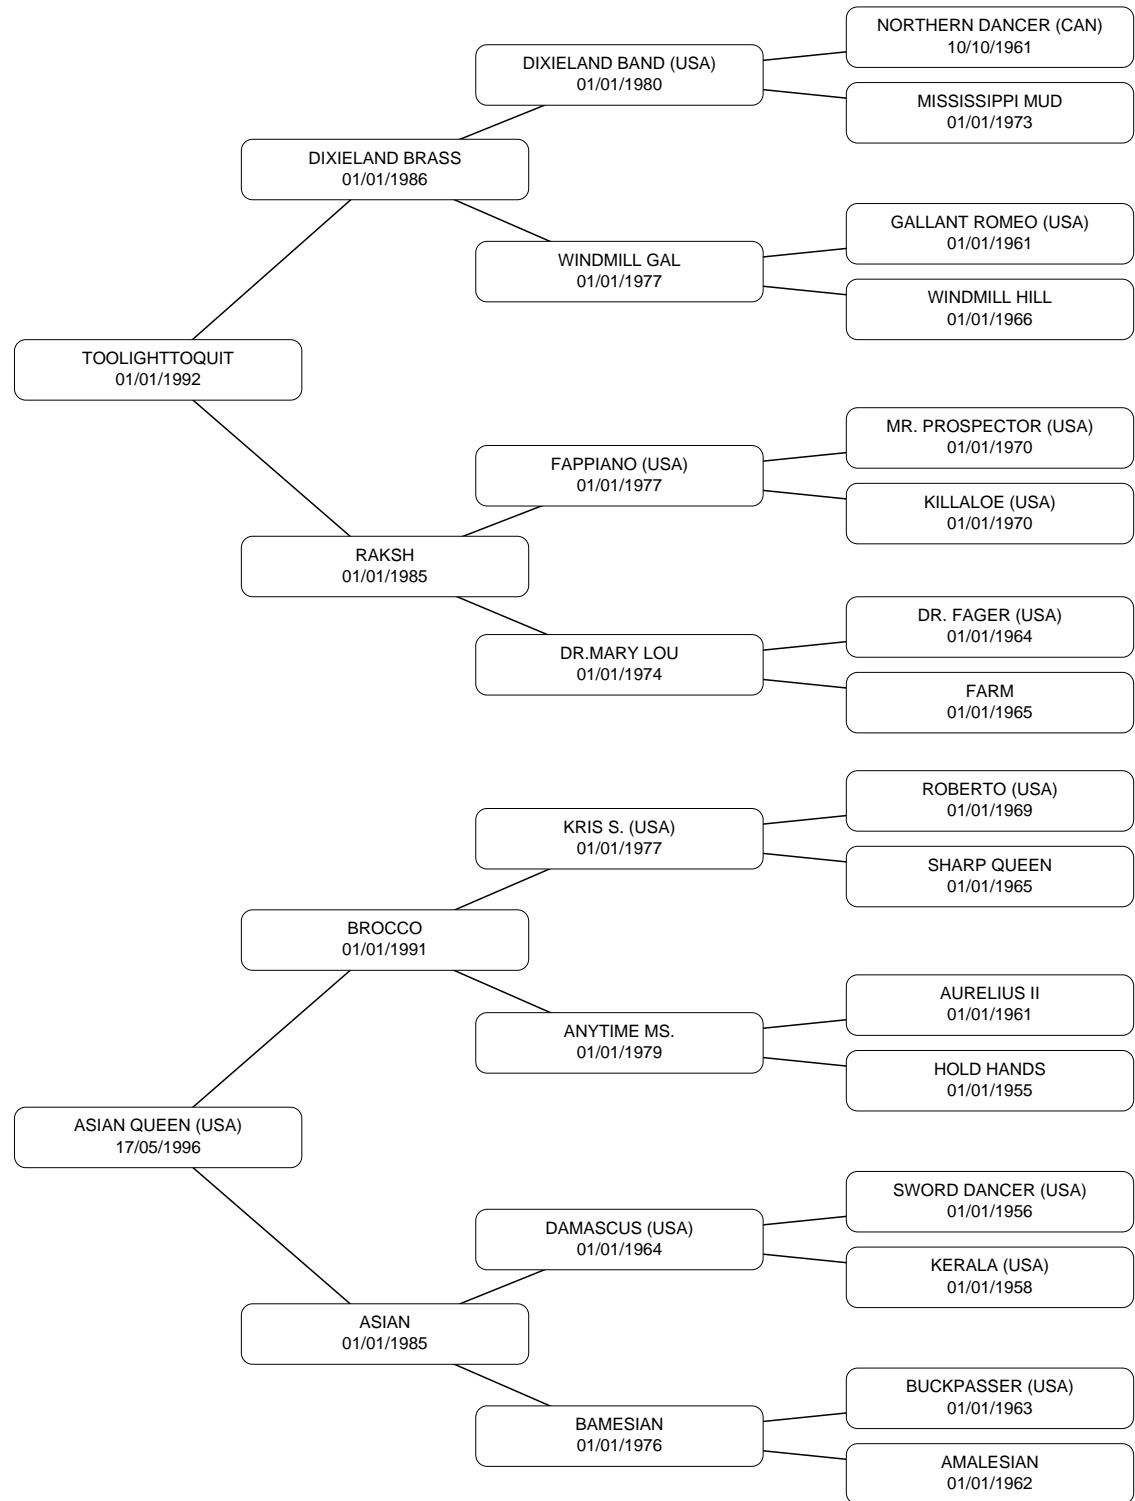 NORTHERN DANCER (CAN)
10/10/1961
DIXIELAND BAND (USA)
01/01/1980
MISSISSIPPI MUD
01/01/1973
DIXIELAND BRASS
01/01/1986
GALLANT ROMEO (USA)
01/01/1961
WINDMILL GAL
01/01/1977
WINDMILL HILL
01/01/1966
TOOLIGHTTOQUIT
01/01/1992
MR. PROSPECTOR (USA)
01/01/1970
FAPPIANO (USA)
01/01/1977
KILLALOE (USA)
01/01/1970
RAKSH
01/01/1985
DR. FAGER (USA)
01/01/1964
DR.MARY LOU
01/01/1974
FARM
01/01/1965
ROBERTO (USA)
01/01/1969
KRIS S. (USA)
01/01/1977
SHARP QUEEN
01/01/1965
BROCCO
01/01/1991
AURELIUS II
01/01/1961
ANYTIME MS.
01/01/1979
HOLD HANDS
01/01/1955
ASIAN QUEEN (USA)
17/05/1996
SWORD DANCER (USA)
01/01/1956
DAMASCUS (USA)
01/01/1964
KERALA (USA)
01/01/1958
ASIAN
01/01/1985
BUCKPASSER (USA)
01/01/1963
BAMESIAN
01/01/1976
AMALESIAN
01/01/1962